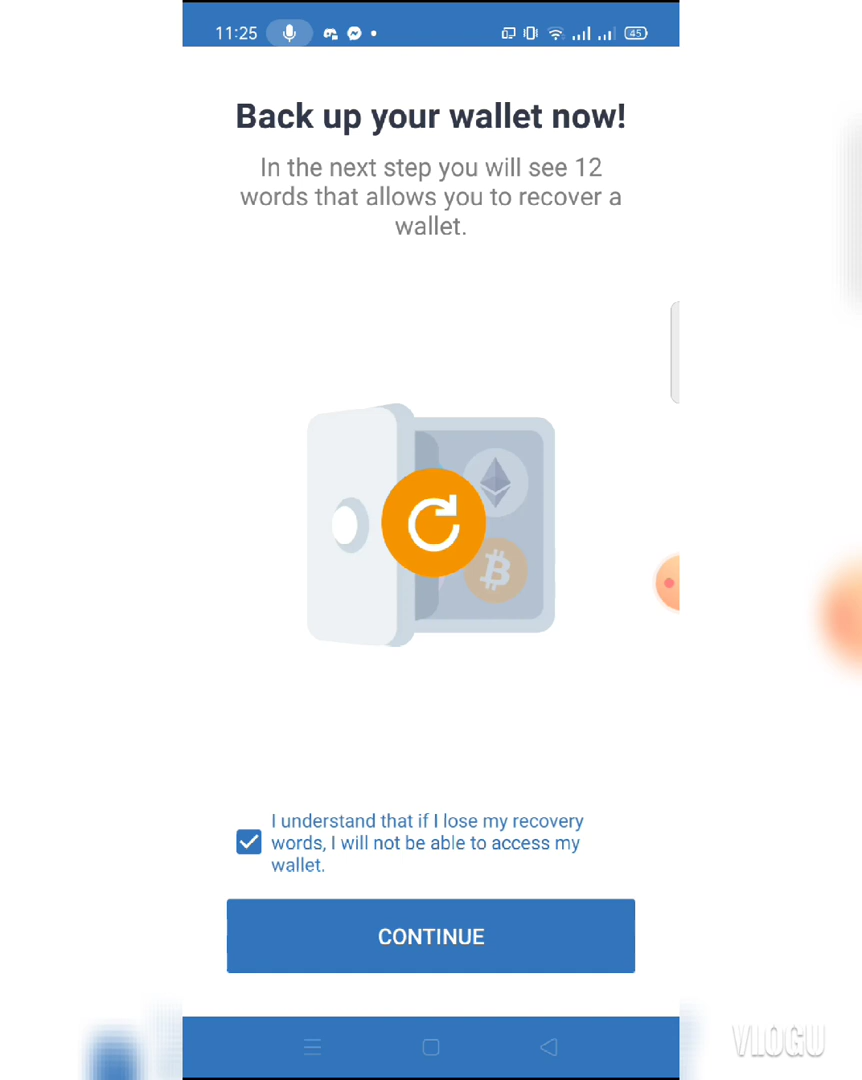 11:25
45
Back up your wallet now!
In the next step you will see 12
words that allows you to recover a
wallet.
I understand that if I lose my recovery
words, I will not be able to access my
wallet.
CONTINUE
VLOGU